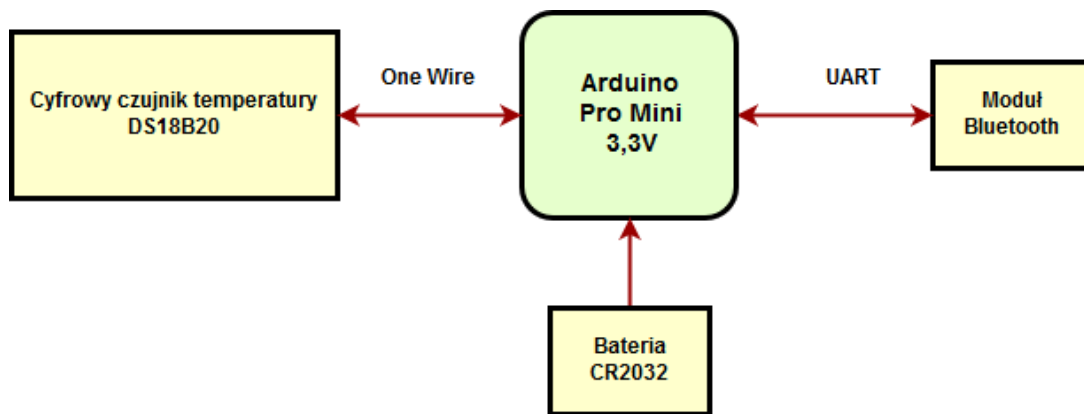 Cyfrowy czujnik temperatury
DS18B20
One Wire
Arduino
Pro Mini
3,3V
UART
Moduł
Bluetooth
Bateria
CR2032